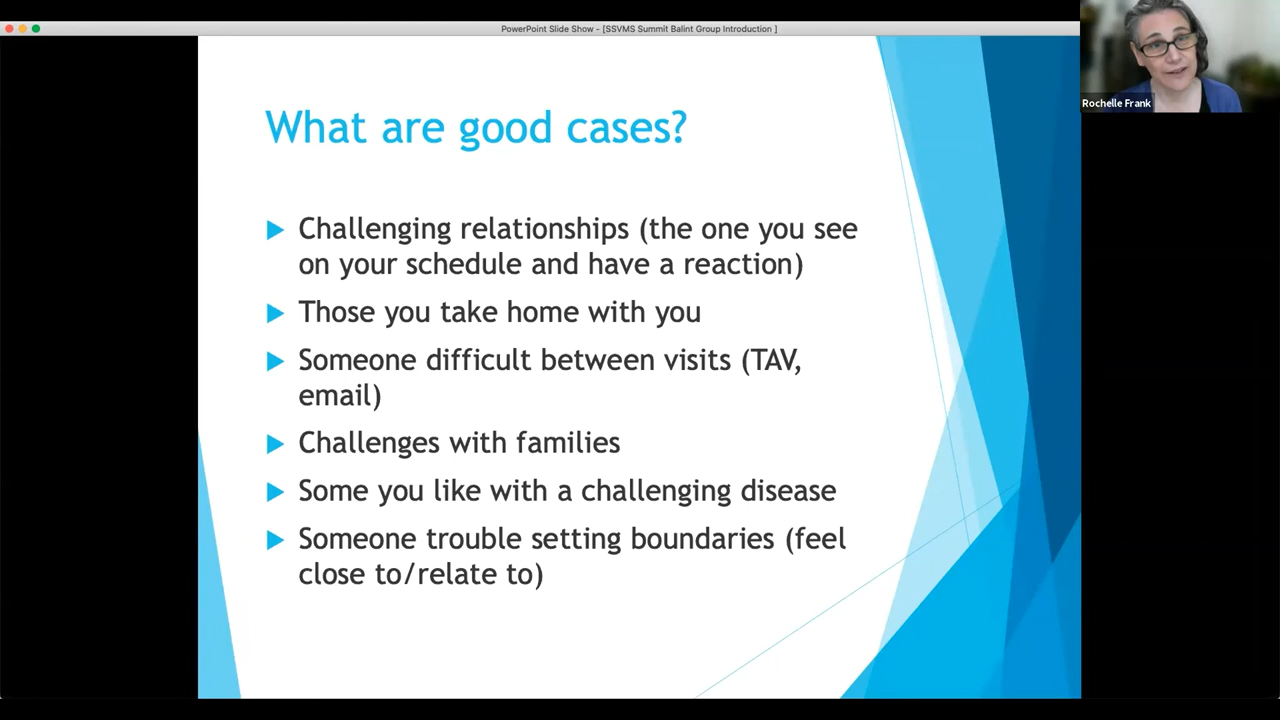 PowerPoint Slide Show - [SSVMS Summit Balint Group Introduction ]
Rochelle Frank
What are good cases?
Challenging relationships (the one you see
on your schedule and have a reaction)
Those you take home with you
Someone difficult between visits (TAV,
email)
Challenges with families
Some you like with a challenging disease
Someone trouble setting boundaries (feel
close to/relate to)